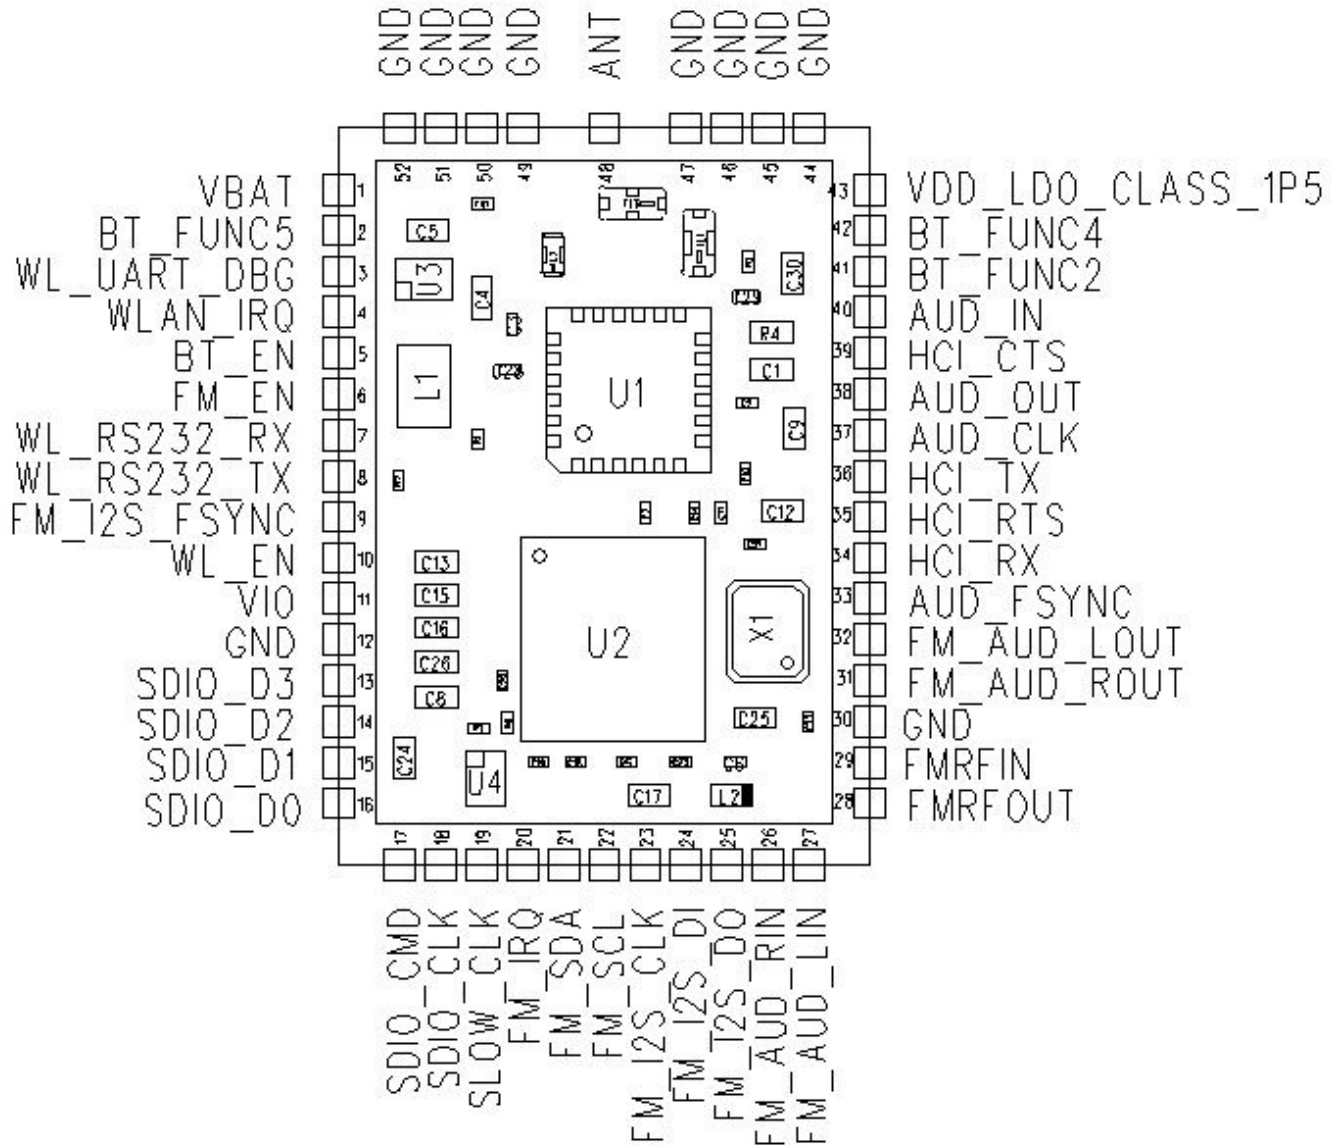 GND
GND
GND
GND
ANT
GND
GND
GND
GND
52
51
50
49
48
47
46
45
44
VBAT
1
43
VDD_LDO_CLASS_1P5
BT_FUNC5
2
C5
42
BT_FUNC4
WL_UART_DBG
3
U3
C4
C30
41
BT_FUNC2
WLAN_IRQ
4
C29
R4
40
AUD_IN
BT_EN
5
C28
C1
39
HCI_CTS
FM_EN
6
L1
U1
38
AUD_OUT
WL_RS232_RX
7
C9
37
AUD_CLK
WL_RS232_TX
8
36
HCI_TX
FM_I2S_FSYNC
9
C12
35
HCI_RTS
WL_EN
10
C13
34
HCI_RX
VIO
11
C15
33
AUD_FSYNC
GND
12
C16
U2
X1
32
FM_AUD_LOUT
SDIO_D3
13
C26
31
FM_AUD_ROUT
SDIO_D2
14
C8
C25
30
GND
SDIO_D1
15
C24
U4
29
FMRFIN
SDIO_D0
16
C17
L2
28
FMRFOUT
17
18
19
20
21
22
23
24
25
26
27
SDIO_CMD
SDIO_CLK
SLOW_CLK
FM_IRQ
FM_SDA
FM_SCL
FM_I2S_CLK
FM_I2S_DI
FM_I2S_DO
FM_AUD_RIN
FM_AUD_LIN